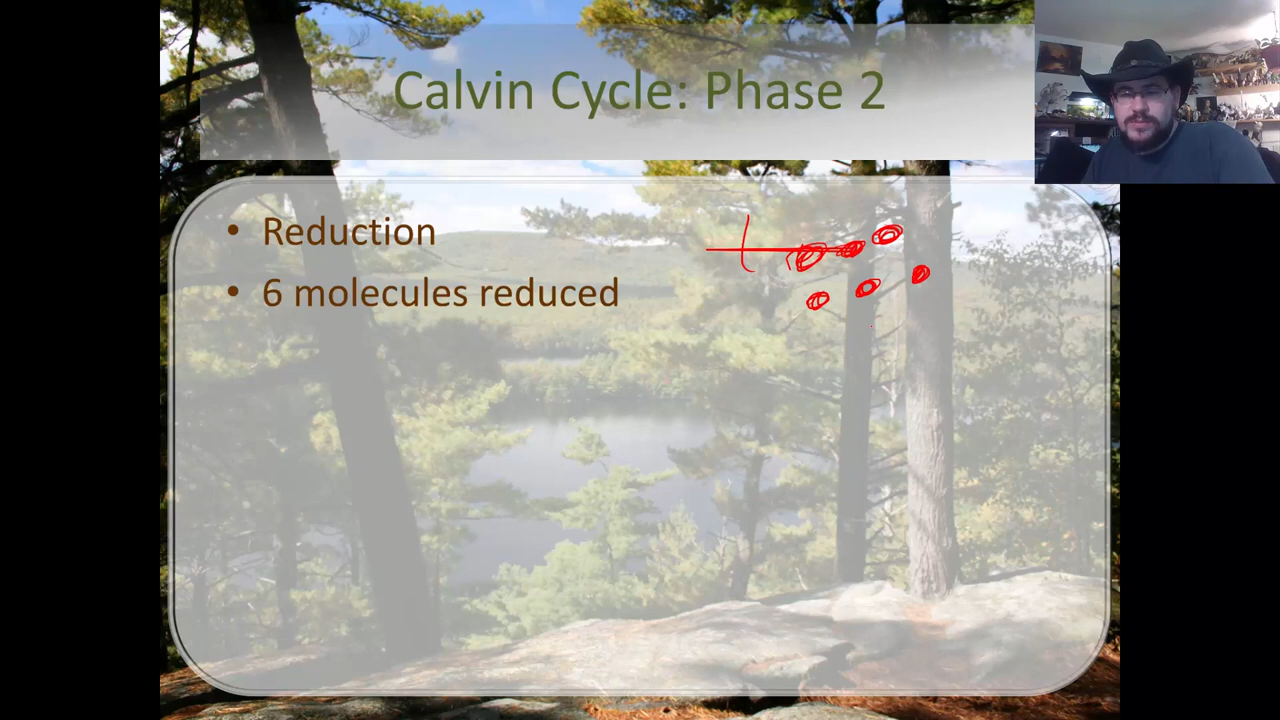 Calvin Cycle: Phase 2
• Reduction
• 6 molecules reduced